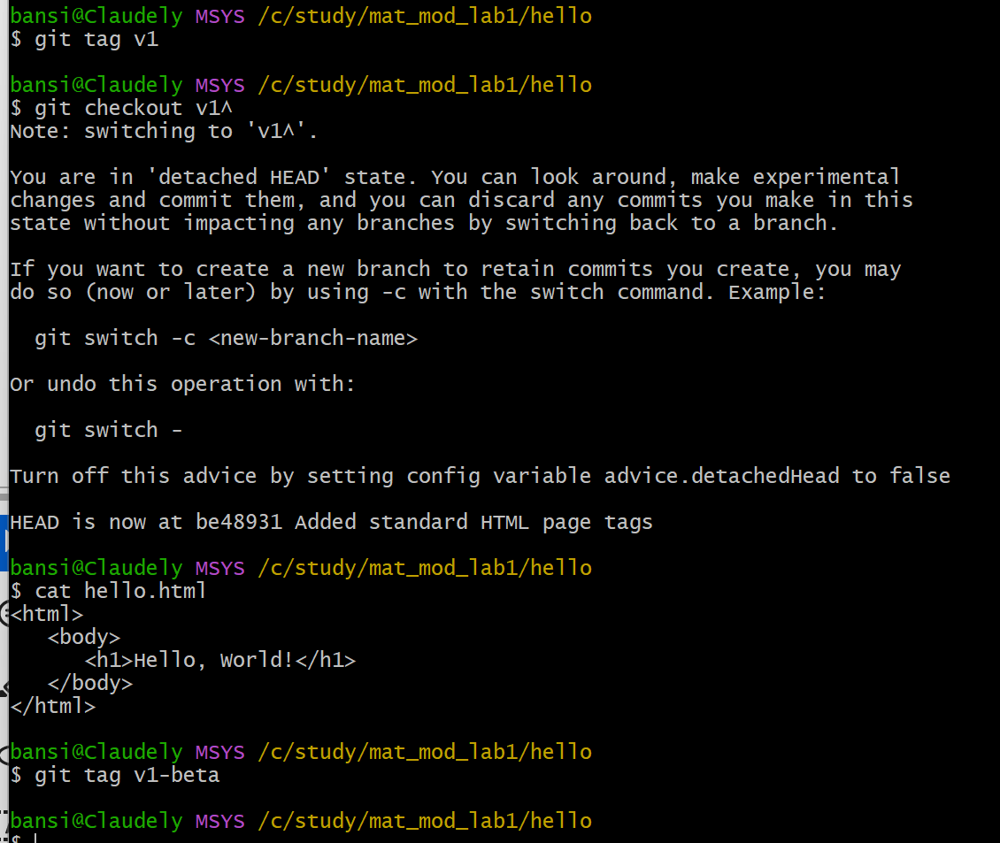 bansi@Claudely MSYS /c/study/mat_mod_lab1/hello
$ git tag v1
bansi@Claudely MSYS /c/study/mat_mod_lab1/hello
$ git checkout v1^
Note: switching to 'v1^'.
You are in 'detached HEAD' state. You can look around, make experimental
changes and commit them, and you can discard any commits you make in this
state without impacting any branches by switching back to a branch.
If you want to create a new branch to retain commits you create, you may
do so (now or later) by using -c with the switch command. Example:
git switch -c <new-branch-name>
Or undo this operation with:
git switch -
Turn off this advice by setting config variable advice.detachedHead to false
HEAD is now at be48931 Added standard HTML page tags
bansi@Claudely MSYS /c/study/mat_mod_lab1/hello
$ cat hello.html
<html>
<body>
<h1>Hello, World!</h1>
</body>
</html>
bansi@Claudely MSYS /c/study/mat_mod_lab1/hello
$ git tag v1-beta
bansi@Claudely MSYS /c/study/mat_mod_lab1/hello
$